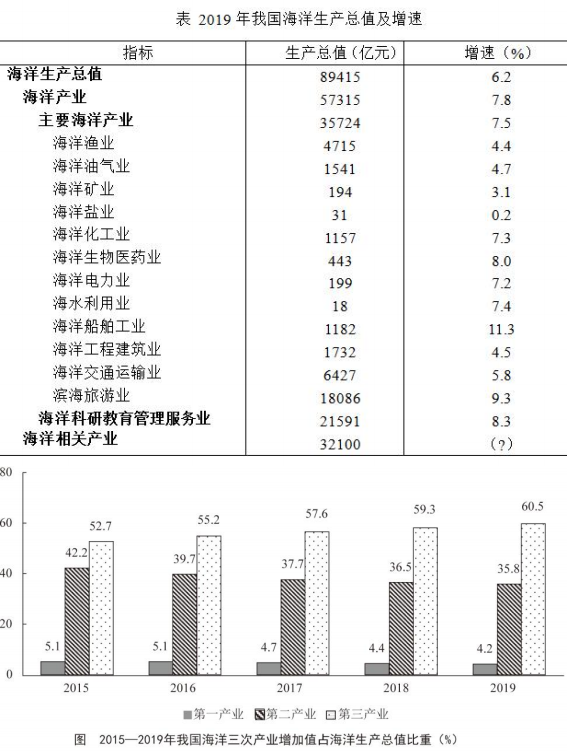 表 2019 年我国海洋生产总值及增速
指标 生产总值（亿元） 增速（%）
海洋生产总值 89415 6.2
海洋产业 57315 7.8
主要海洋产业 35724 7.5
海洋渔业 4715 4.4
海洋油气业 1541 4.7
海洋矿业 194 3.1
海洋盐业 31 0.2
海洋化工业 1157 7.3
海洋生物医药业 443 8.0
海洋电力业 199 7.2
海水利用业 18 7.4
海洋船舶工业 1182 11.3
海洋工程建筑业 1732 4.5
海洋交通运输业 6427 5.8
滨海旅游业 18086 9.3
海洋科研教育管理服务业 21591 8.3
海洋相关产业 32100 （?）
80
60
40
20
0
5.1 42.2 52.7
5.1 39.7 55.2
4.7 37.7 57.6
4.4 36.5 59.3
4.2 35.8 60.5
2015 2016 2017 2018 2019
第一产业 第二产业 第三产业
图 2015—2019年我国海洋三次产业增加值占海洋生产总值比重（%）